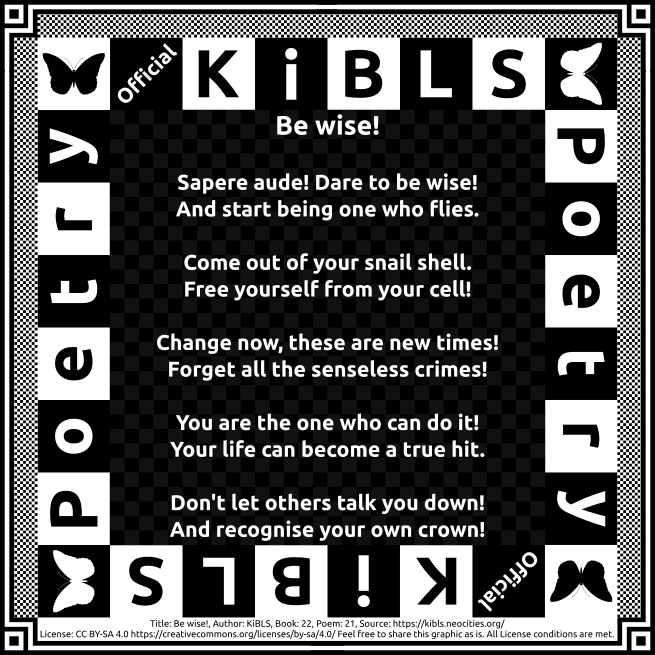 Official KiBLS
Poetry
Poetry
Be wise!
Sapere aude! Dare to be wise!
And start being one who flies.
Come out of your snail shell.
Free yourself from your cell!
Change now, these are new times!
Forget all the senseless crimes!
You are the one who can do it!
Your life can become a true hit.
Don't let others talk you down!
And recognise your own crown!
Official KiBLS
Title: Be wise!, Author: KiBLS, Book: 22, Poem: 21, Source: https://kibls.neocities.org/
License: CC BY-SA 4.0 https://creativecommons.org/licenses/by-sa/4.0/ Feel free to share this graphic as is. All License conditions are met.